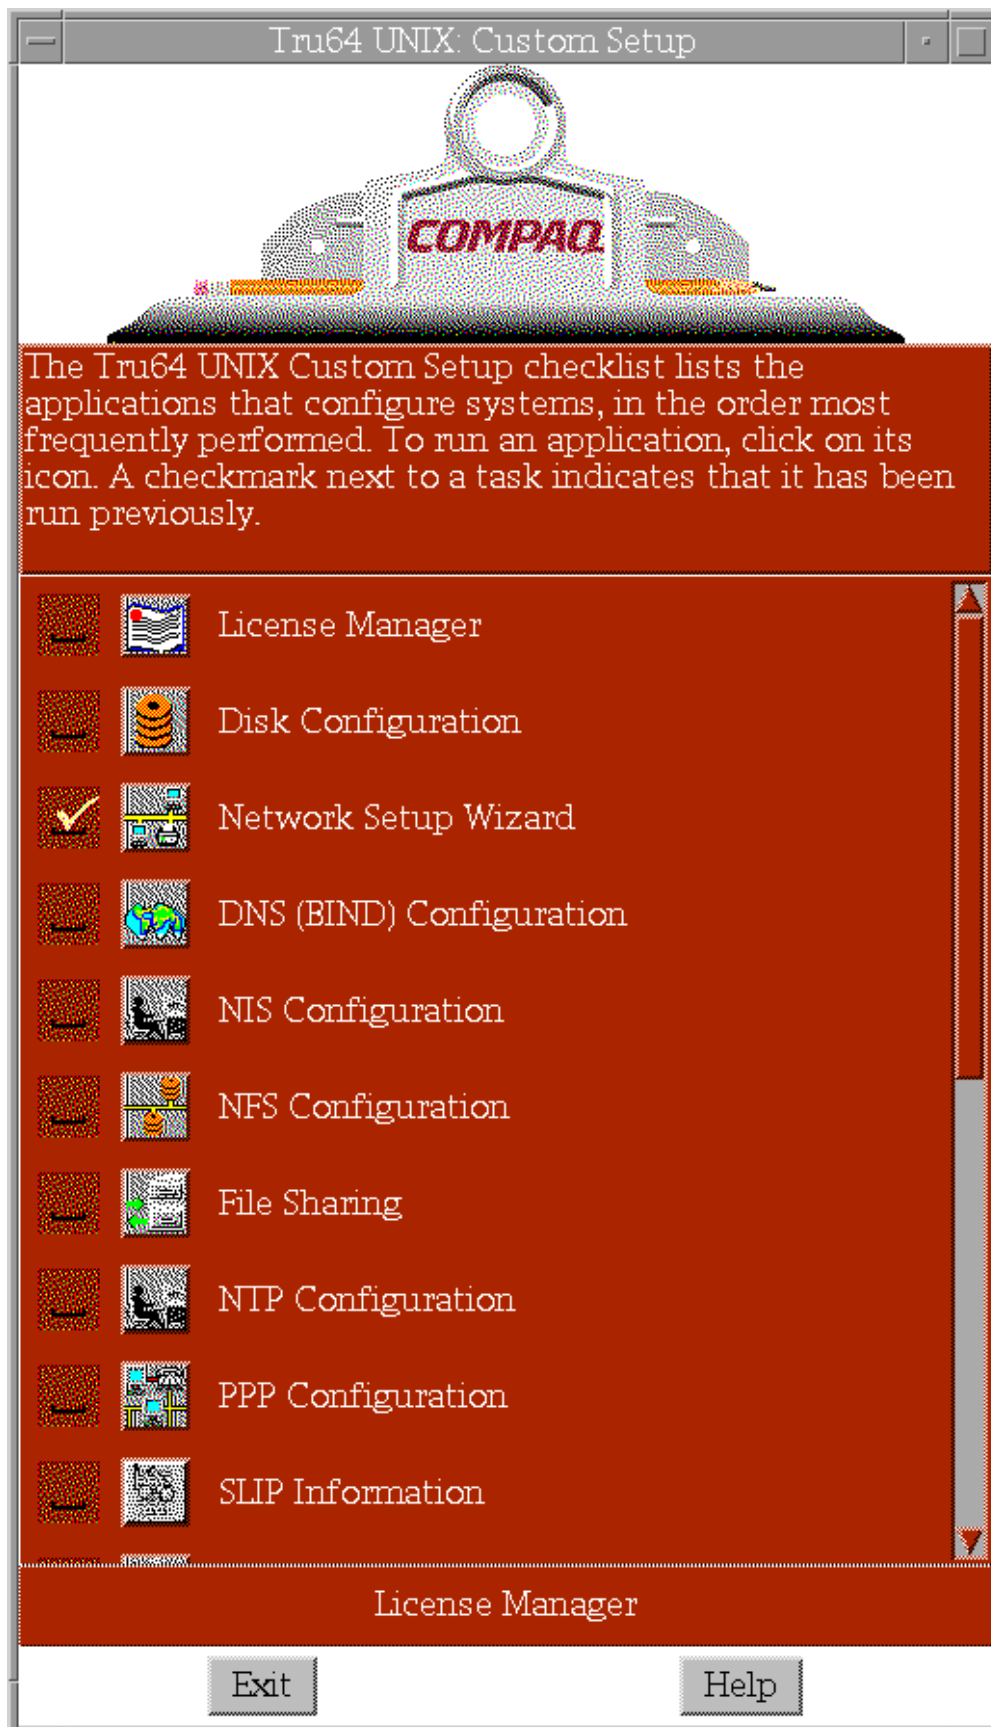 Tru64 UNIX: Custom Setup
COMPAQ
The Tru64 UNIX Custom Setup checklist lists the
applications that configure systems, in the order most
frequently performed. To run an application, click on its
icon. A checkmark next to a task indicates that it has been
run previously.
License Manager
Disk Configuration
Network Setup Wizard
DNS (BIND) Configuration
NIS Configuration
NFS Configuration
File Sharing
NTP Configuration
PPP Configuration
SLIP Information
License Manager
Exit
Help